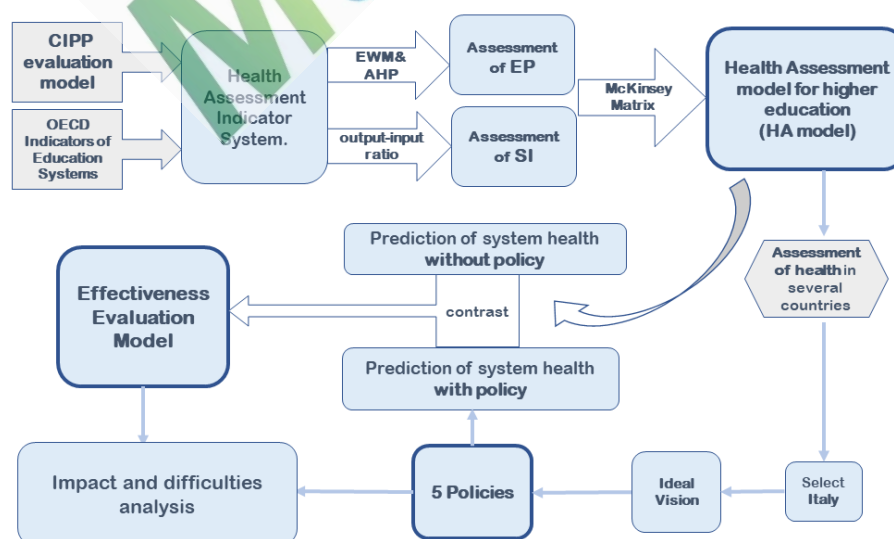 CIPP
evaluation
model
OECD
Indicators of
Education
Systems
Health
Assessment
Indicator
System.
EWM&
AHP
output-input
ratio
Assessment
of EP
Assessment
of SI
McKinsey
Matrix
Health Assessment
model for higher
education
(HA model)
Assessment
of health in
several
countries
Prediction of system health
without policy
contrast
Prediction of system health
with policy
Effectiveness
Evaluation
Model
Impact and difficulties
analysis
5 Policies
Ideal
Vision
Select
Italy